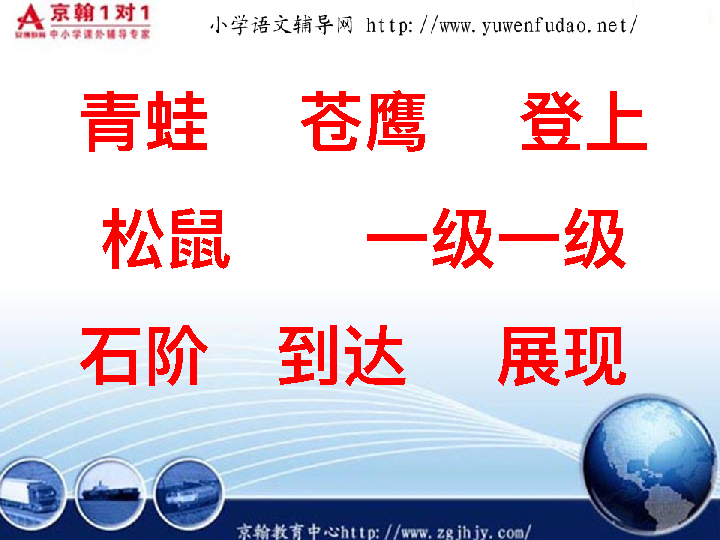 京翰1对1
中小学课外辅导专家
小学语文辅导网 http://www.yuwenfudao.net/
青蛙 苍鹰 登上
松鼠 一级一级
石阶 到达 展现
京翰教育中心http://www.zgjhjy.com/